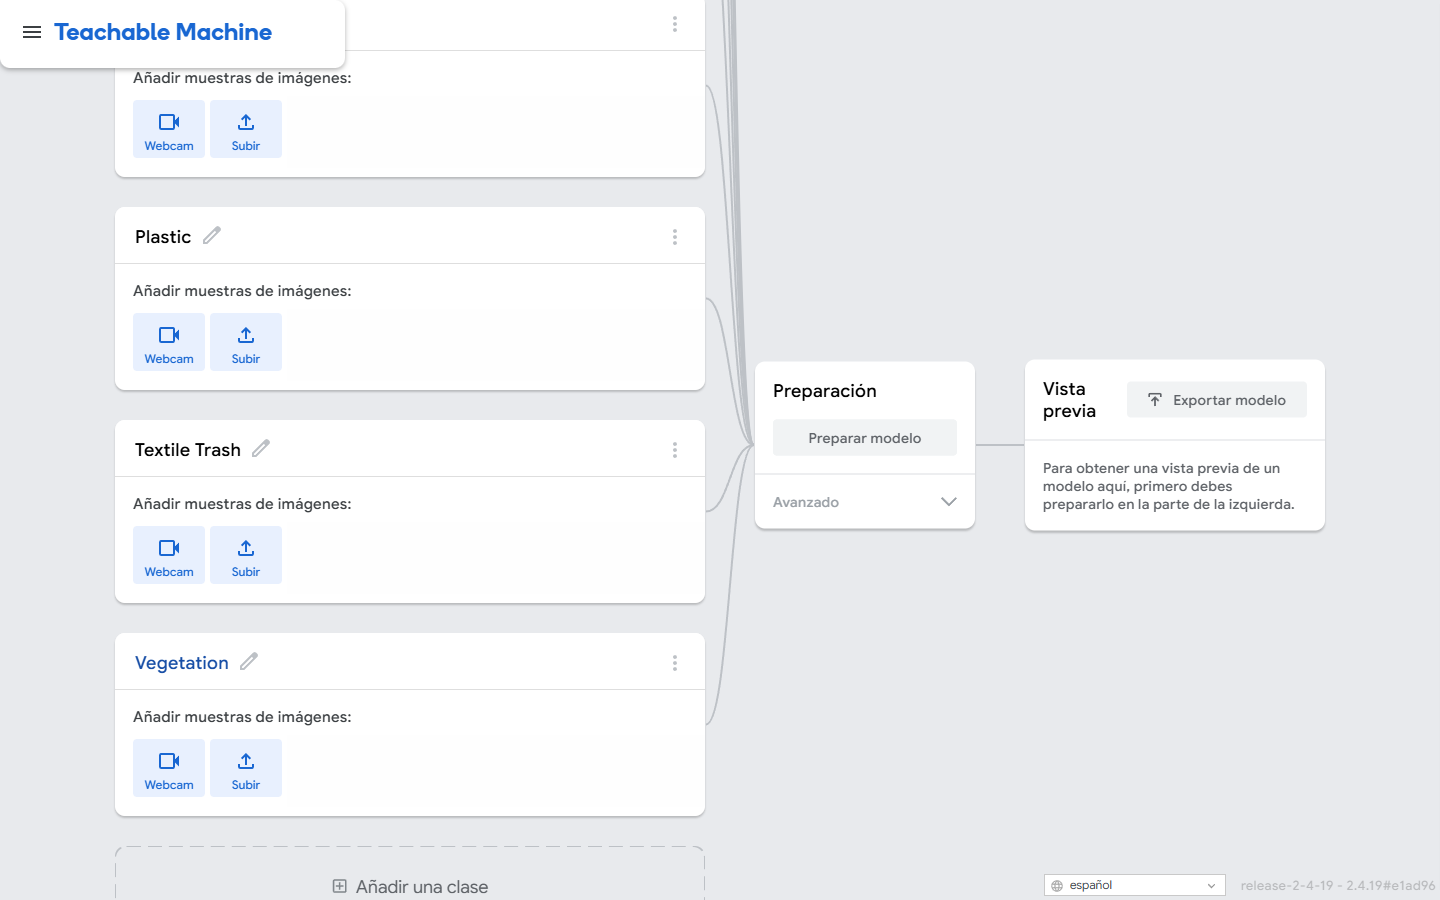 Teachable Machine
Añadir muestras de imágenes:
Webcam
Subir
Plastic
Añadir muestras de imágenes:
Webcam
Subir
Textile Trash
Añadir muestras de imágenes:
Webcam
Subir
Vegetation
Añadir muestras de imágenes:
Webcam
Subir
Añadir una clase
Preparación
Preparar modelo
Avanzado
Vista
previa
Exportar modelo
Para obtener una vista previa de un
modelo aquí, primero debes
prepararlo en la parte de la izquierda.
español
release-2-4-19 - 2.4.19#e1ad96